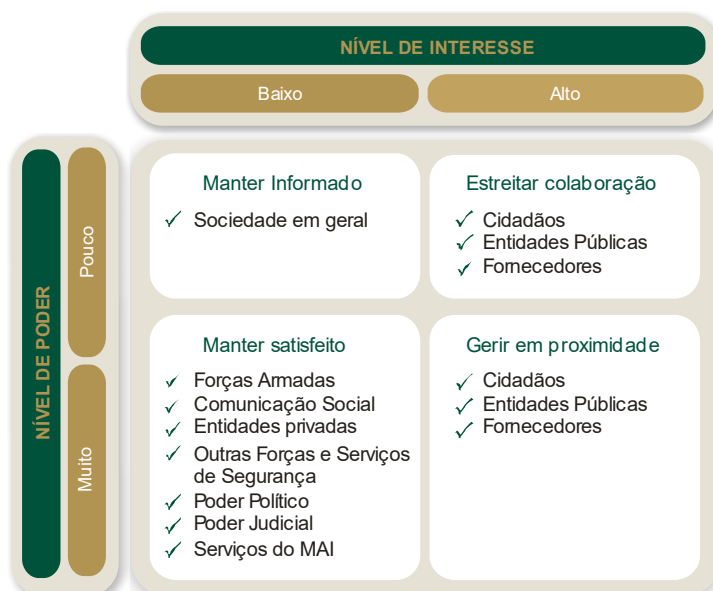 NÍVEL DE INTERESSE
Baixo
Alto
NÍVEL DE PODER
Pouco
Muito
Manter Informado
Sociedade em geral
Estreitar colaboração
Cidadãos
Entidades Públicas
Fornecedores
Manter satisfeito
Forças Armadas
Comunicação Social
Entidades privadas
Outras Forças e Serviços
de Segurança
Poder Político
Poder Judicial
Serviços do MAI
Gerir em proximidade
Cidadãos
Entidades Públicas
Fornecedores